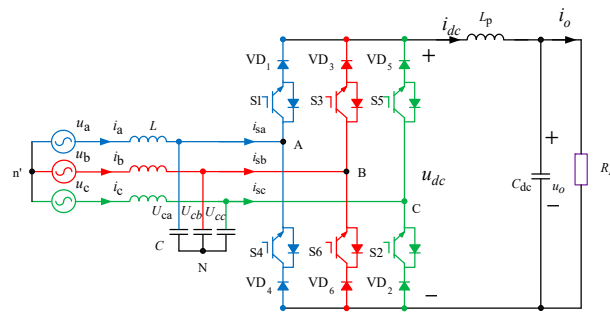 i_dc L_p i_o
VD_1 VD_3 VD_5 +
S1 S3 S5
u_a i_a L i_sa A
u_b i_b i_sb B
n' u_c i_c i_sc C
u_dc
+
C_dc u_o
−
U_ca U_cb U_cc
C
N
S4 S6 S2
VD_4 VD_6 VD_2 −